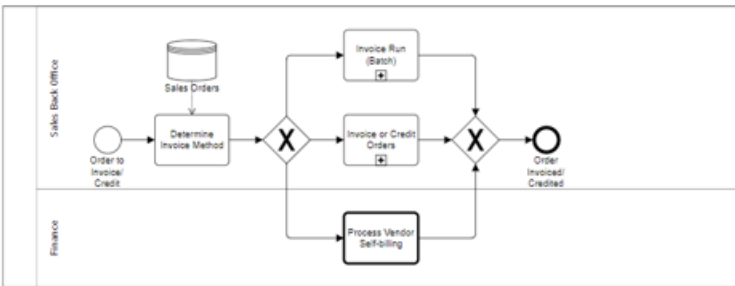 Sales Back Office
Sales Orders
Order to
Invoice/
Credit
Determine
Invoice Method
X
Invoice Run
(Batch)
Invoice or Credit
Orders
X
Order
Invoiced/
Credited
Finance
Process Vendor
Self-billing